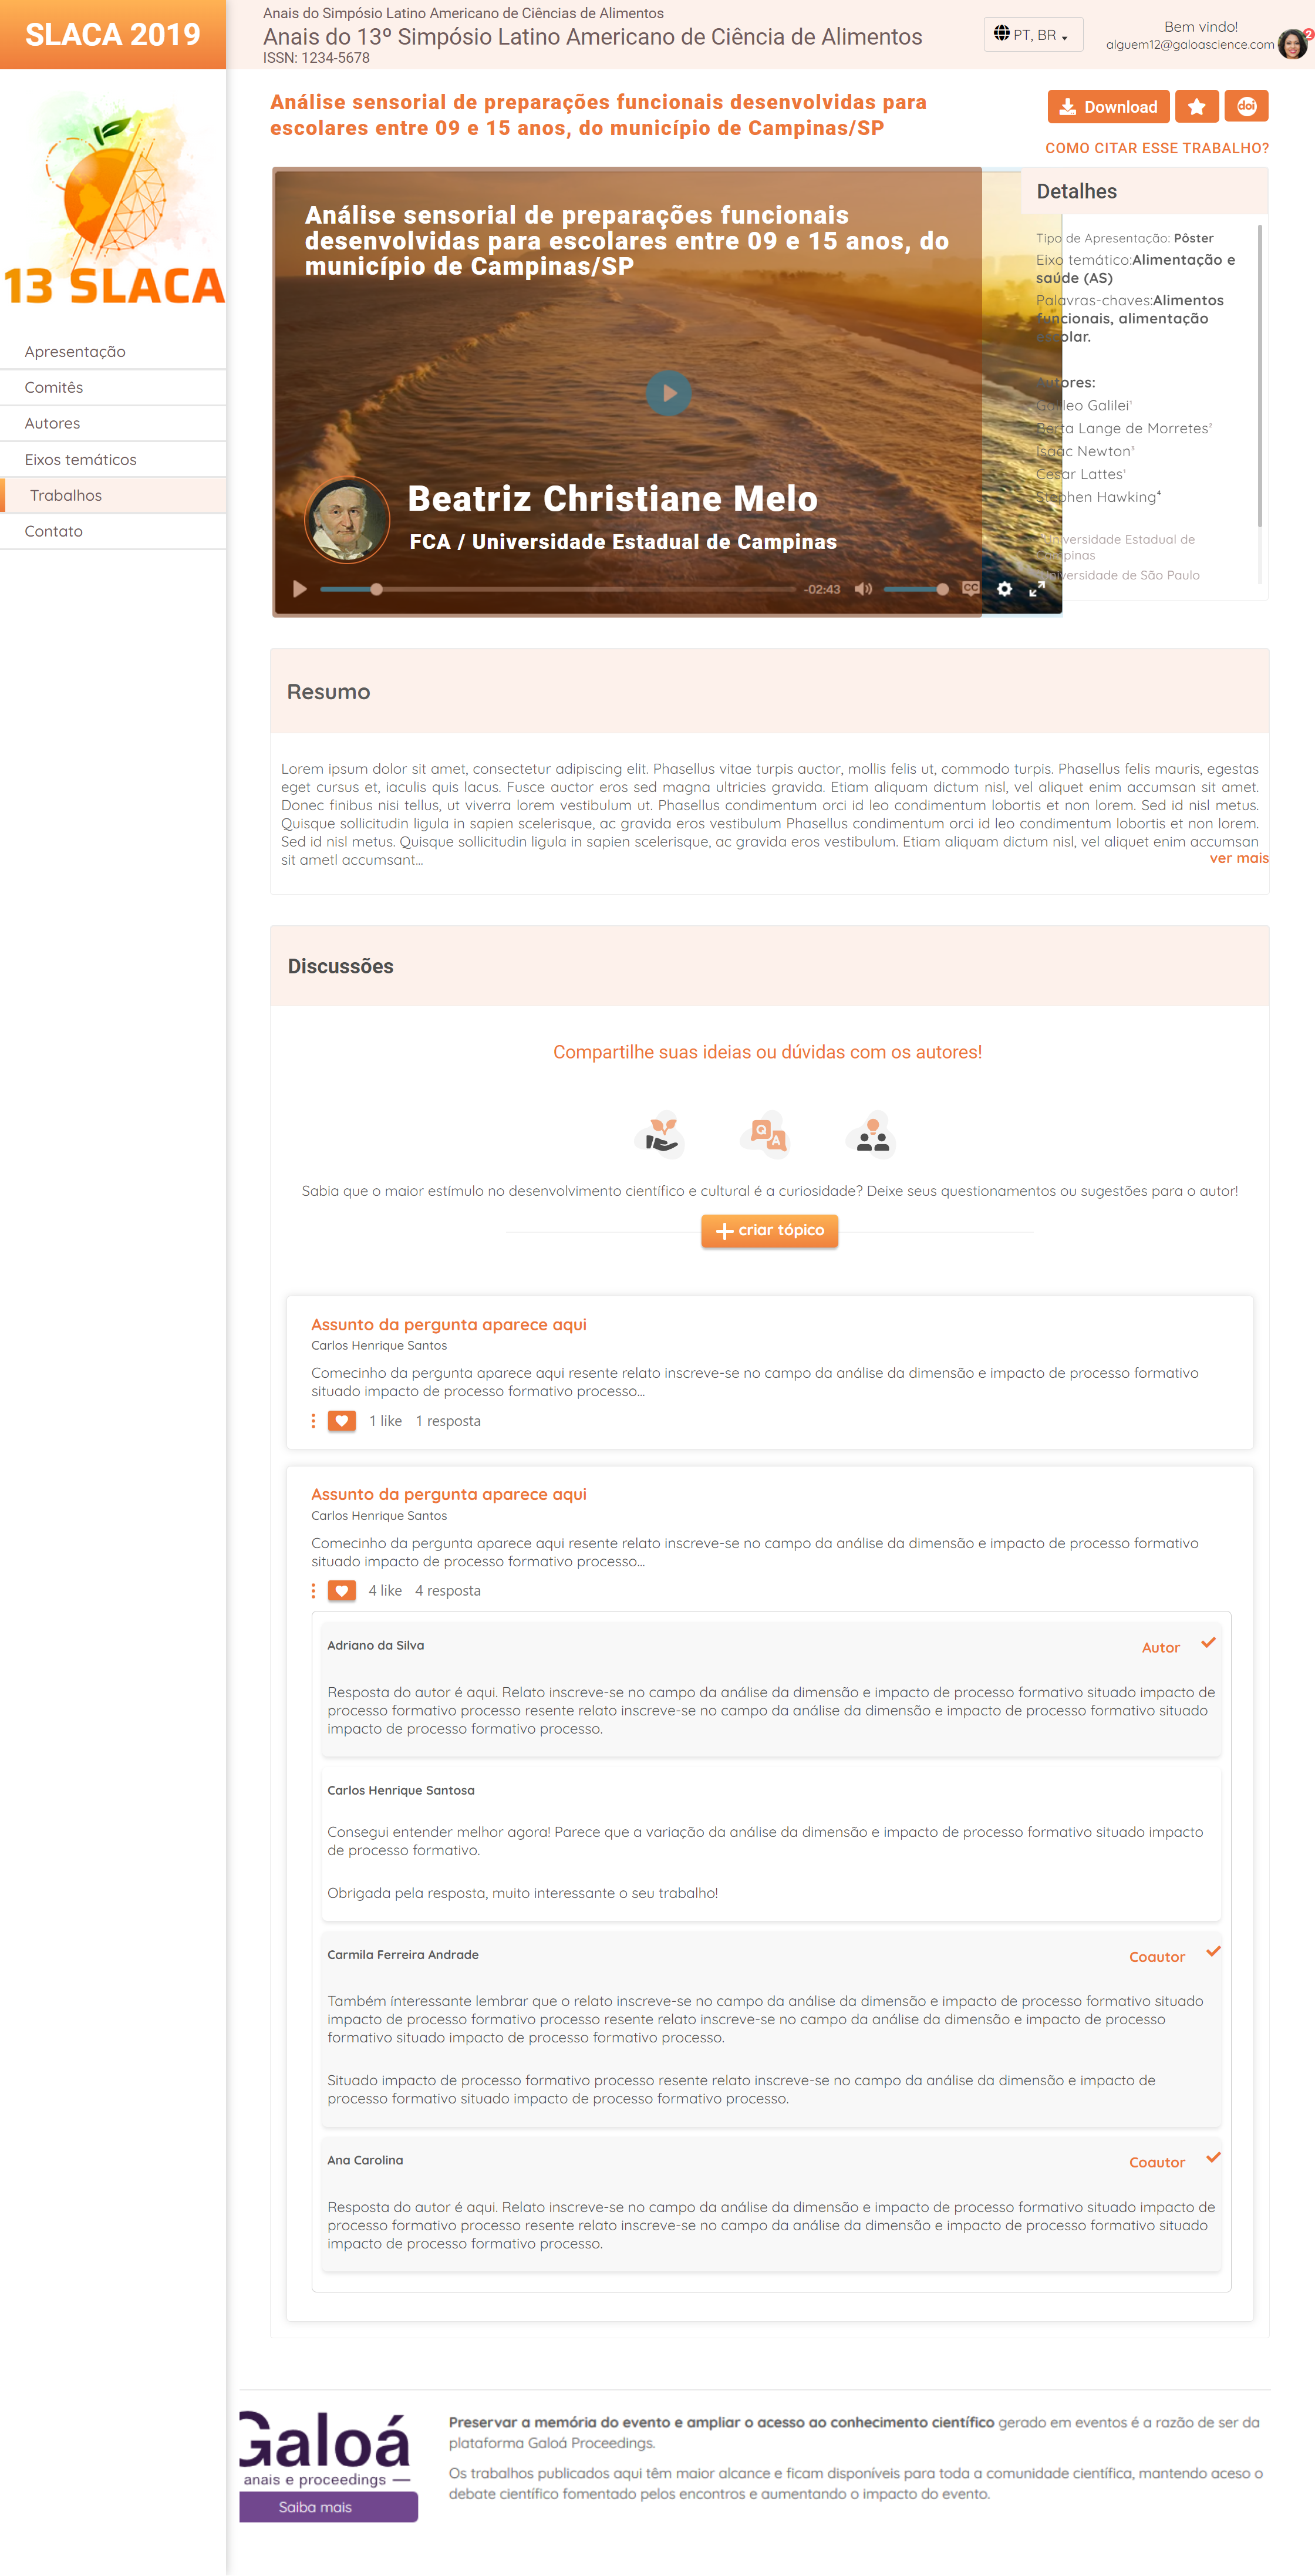 SLACA 2019
Anais do Simpósio Latino Americano de Ciências de Alimentos
Anais do 13º Simpósio Latino Americano de Ciência de Alimentos
ISSN: 1234-5678
PT, BR
Bem vindo!
alguem12@galoascience.com
2
13 SLACA
Apresentação
Comitês
Autores
Eixos temáticos
Trabalhos
Contato
Análise sensorial de preparações funcionais desenvolvidas para
escolares entre 09 e 15 anos, do município de Campinas/SP
Download
doi
COMO CITAR ESSE TRABALHO?
Análise sensorial de preparações funcionais
desenvolvidas para escolares entre 09 e 15 anos, do
município de Campinas/SP
Beatriz Christiane Melo
FCA / Universidade Estadual de Campinas
-02:43
CC
Detalhes
Tipo de Apresentação: Pôster
Eixo temático:Alimentação e
saúde (AS)
Palavras-chaves:Alimentos
funcionais, alimentação
escolar.
Autores:
Galileo Galilei¹
Berta Lange de Morretes²
Isaac Newton³
César Lattes¹
Stephen Hawking⁴
Universidade Estadual de
Campinas
Universidade de São Paulo
Resumo
Lorem ipsum dolor sit amet, consectetur adipiscing elit. Phasellus vitae turpis auctor, mollis felis ut, commodo turpis. Phasellus felis mauris, egestas
eget cursus et, iaculis quis lacus. Fusce auctor eros sed magna ultricies gravida. Etiam aliquam dictum nisl, vel aliquet enim accumsan sit amet.
Donec finibus nisi tellus, ut viverra lorem vestibulum ut. Phasellus condimentum orci id leo condimentum lobortis et non lorem. Sed id nisl metus.
Quisque sollicitudin ligula in sapien scelerisque, ac gravida eros vestibulum Phasellus condimentum orci id leo condimentum lobortis et non lorem.
Sed id nisl metus. Quisque sollicitudin ligula in sapien scelerisque, ac gravida eros vestibulum. Etiam aliquam dictum nisl, vel aliquet enim accumsan
sit ametl accumsant...
ver mais
Discussões
Compartilhe suas ideias ou dúvidas com os autores!
Q A
Sabia que o maior estímulo no desenvolvimento científico e cultural é a curiosidade? Deixe seus questionamentos ou sugestões para o autor!
criar tópico
Assunto da pergunta aparece aqui
Carlos Henrique Santos
Comecinho da pergunta aparece aqui resente relato inscreve-se no campo da análise da dimensão e impacto de processo formativo
situado impacto de processo formativo processo...
1 like 1 resposta
Assunto da pergunta aparece aqui
Carlos Henrique Santos
Comecinho da pergunta aparece aqui resente relato inscreve-se no campo da análise da dimensão e impacto de processo formativo
situado impacto de processo formativo processo...
4 like 4 resposta
Adriano da Silva
Autor
Resposta do autor é aqui. Relato inscreve-se no campo da análise da dimensão e impacto de processo formativo situado impacto de
processo formativo processo resente relato inscreve-se no campo da análise da dimensão e impacto de processo formativo situado
impacto de processo formativo processo.
Carlos Henrique Santosa
Consegui entender melhor agora! Parece que a variação da análise da dimensão e impacto de processo formativo situado impacto
de processo formativo.
Obrigada pela resposta, muito interessante o seu trabalho!
Carmila Ferreira Andrade
Coautor
Também ínteressante lembrar que o relato inscreve-se no campo da análise da dimensão e impacto de processo formativo situado
impacto de processo formativo processo resente relato inscreve-se no campo da análise da dimensão e impacto de processo
formativo situado impacto de processo formativo processo.
Situado impacto de processo formativo processo resente relato inscreve-se no campo da análise da dimensão e impacto de
processo formativo situado impacto de processo formativo processo.
Ana Carolina
Coautor
Resposta do autor é aqui. Relato inscreve-se no campo da análise da dimensão e impacto de processo formativo situado impacto de
processo formativo processo resente relato inscreve-se no campo da análise da dimensão e impacto de processo formativo situado
impacto de processo formativo processo.
Galoá
anais e proceedings
Saiba mais
Preservar a memória do evento e ampliar o acesso ao conhecimento científico gerado em eventos é a razão de ser da
plataforma Galoá Proceedings.
Os trabalhos publicados aqui têm maior alcance e ficam disponíveis para toda a comunidade científica, mantendo aceso o
debate científico fomentado pelos encontros e aumentando o impacto do evento.